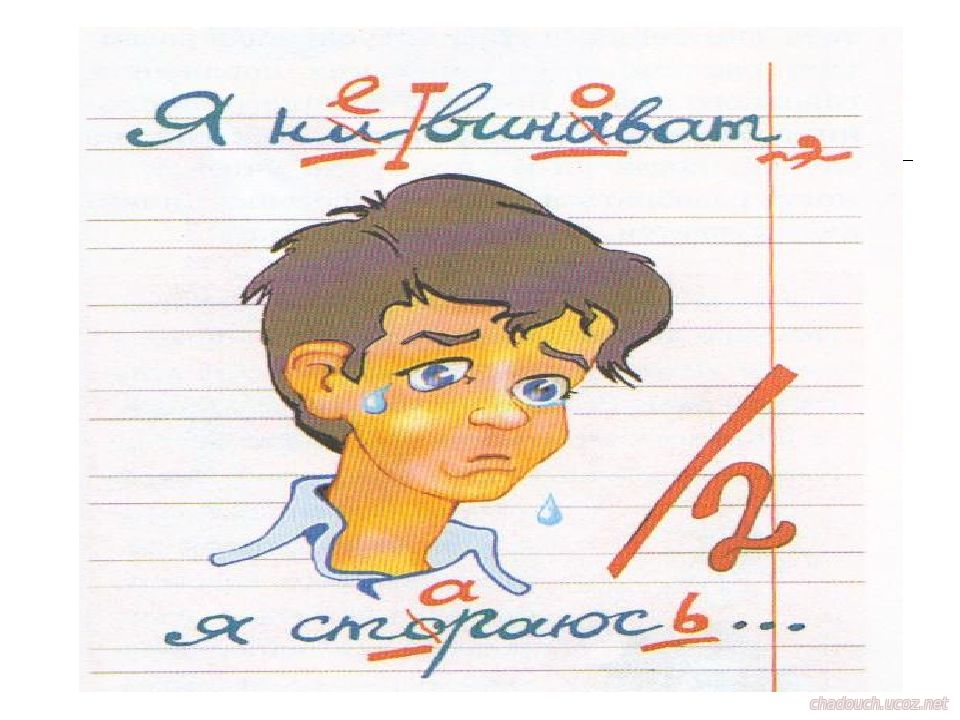 е о
Я нивинават,
2
а
я стораюсь...
chadouch.ucoz.net